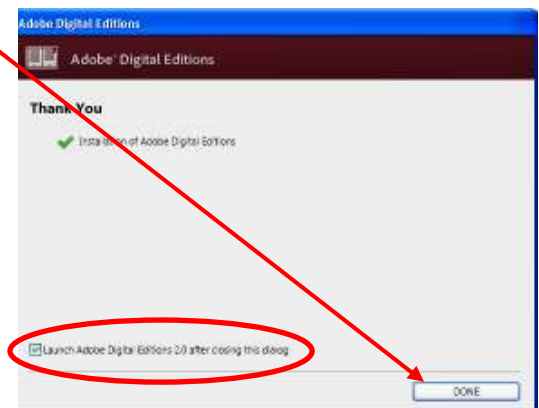 Adobe Digital Editions
Adobe® Digital Editions
Thank You
Installation of Adobe Digital Editions
Launch Adobe Digital Editions 2.0 after closing this dialog
DONE